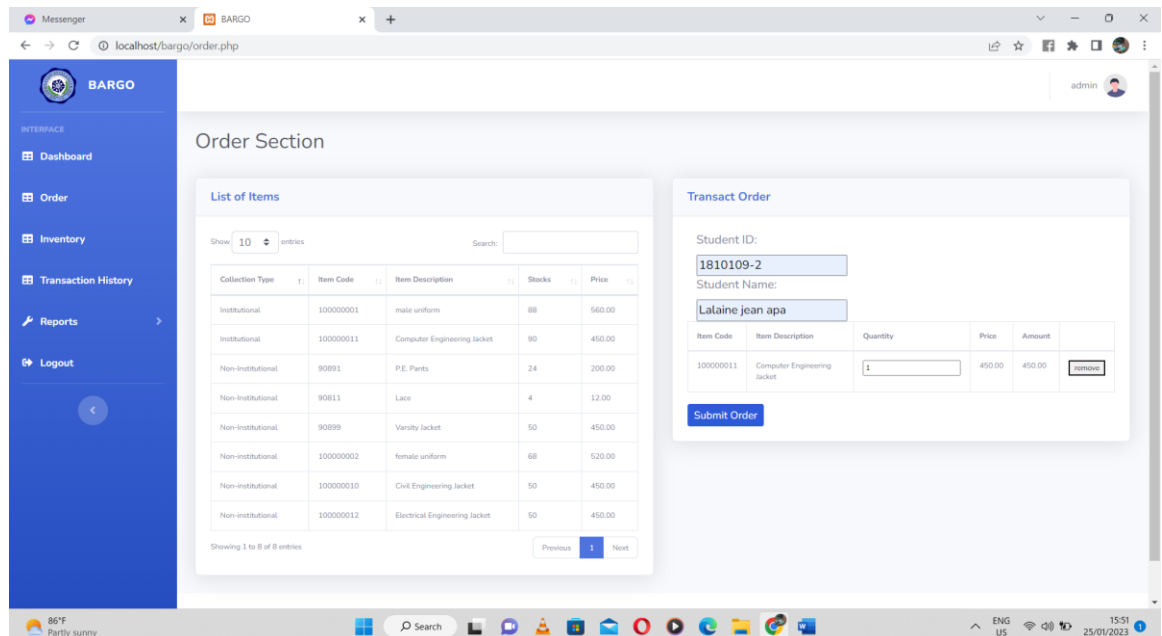 Messenger
BARGO
localhost/bargo/order.php
BARGO
admin
INTERFACE
Dashboard
Order
Inventory
Transaction History
Reports
Logout
Order Section
List of Items
Show 10 entries Search:
Collection Type Item Code Item Description Stocks Price
Institutional 100000001 male uniform 88 560.00
Institutional 100000011 Computer Engineering Jacket 90 450.00
Non-Institutional 90891 P.E. Pants 24 200.00
Non-Institutional 90811 Lace 4 12.00
Non-Institutional 90899 Varsity Jacket 50 450.00
Non-institutional 100000002 female uniform 68 520.00
Non-institutional 100000010 Civil Engineering Jacket 50 450.00
Non-institutional 100000012 Electrical Engineering Jacket 50 450.00
Showing 1 to 8 of 8 entries
Previous 1 Next
Transact Order
Student ID:
1810109-2
Student Name:
Lalaine jean apa
Item Code Item Description Quantity Price Amount
100000011 Computer Engineering Jacket 1 450.00 450.00 remove
Submit Order
86°F
Partly sunny
Search
ENG
US
15:51
25/01/2023
1